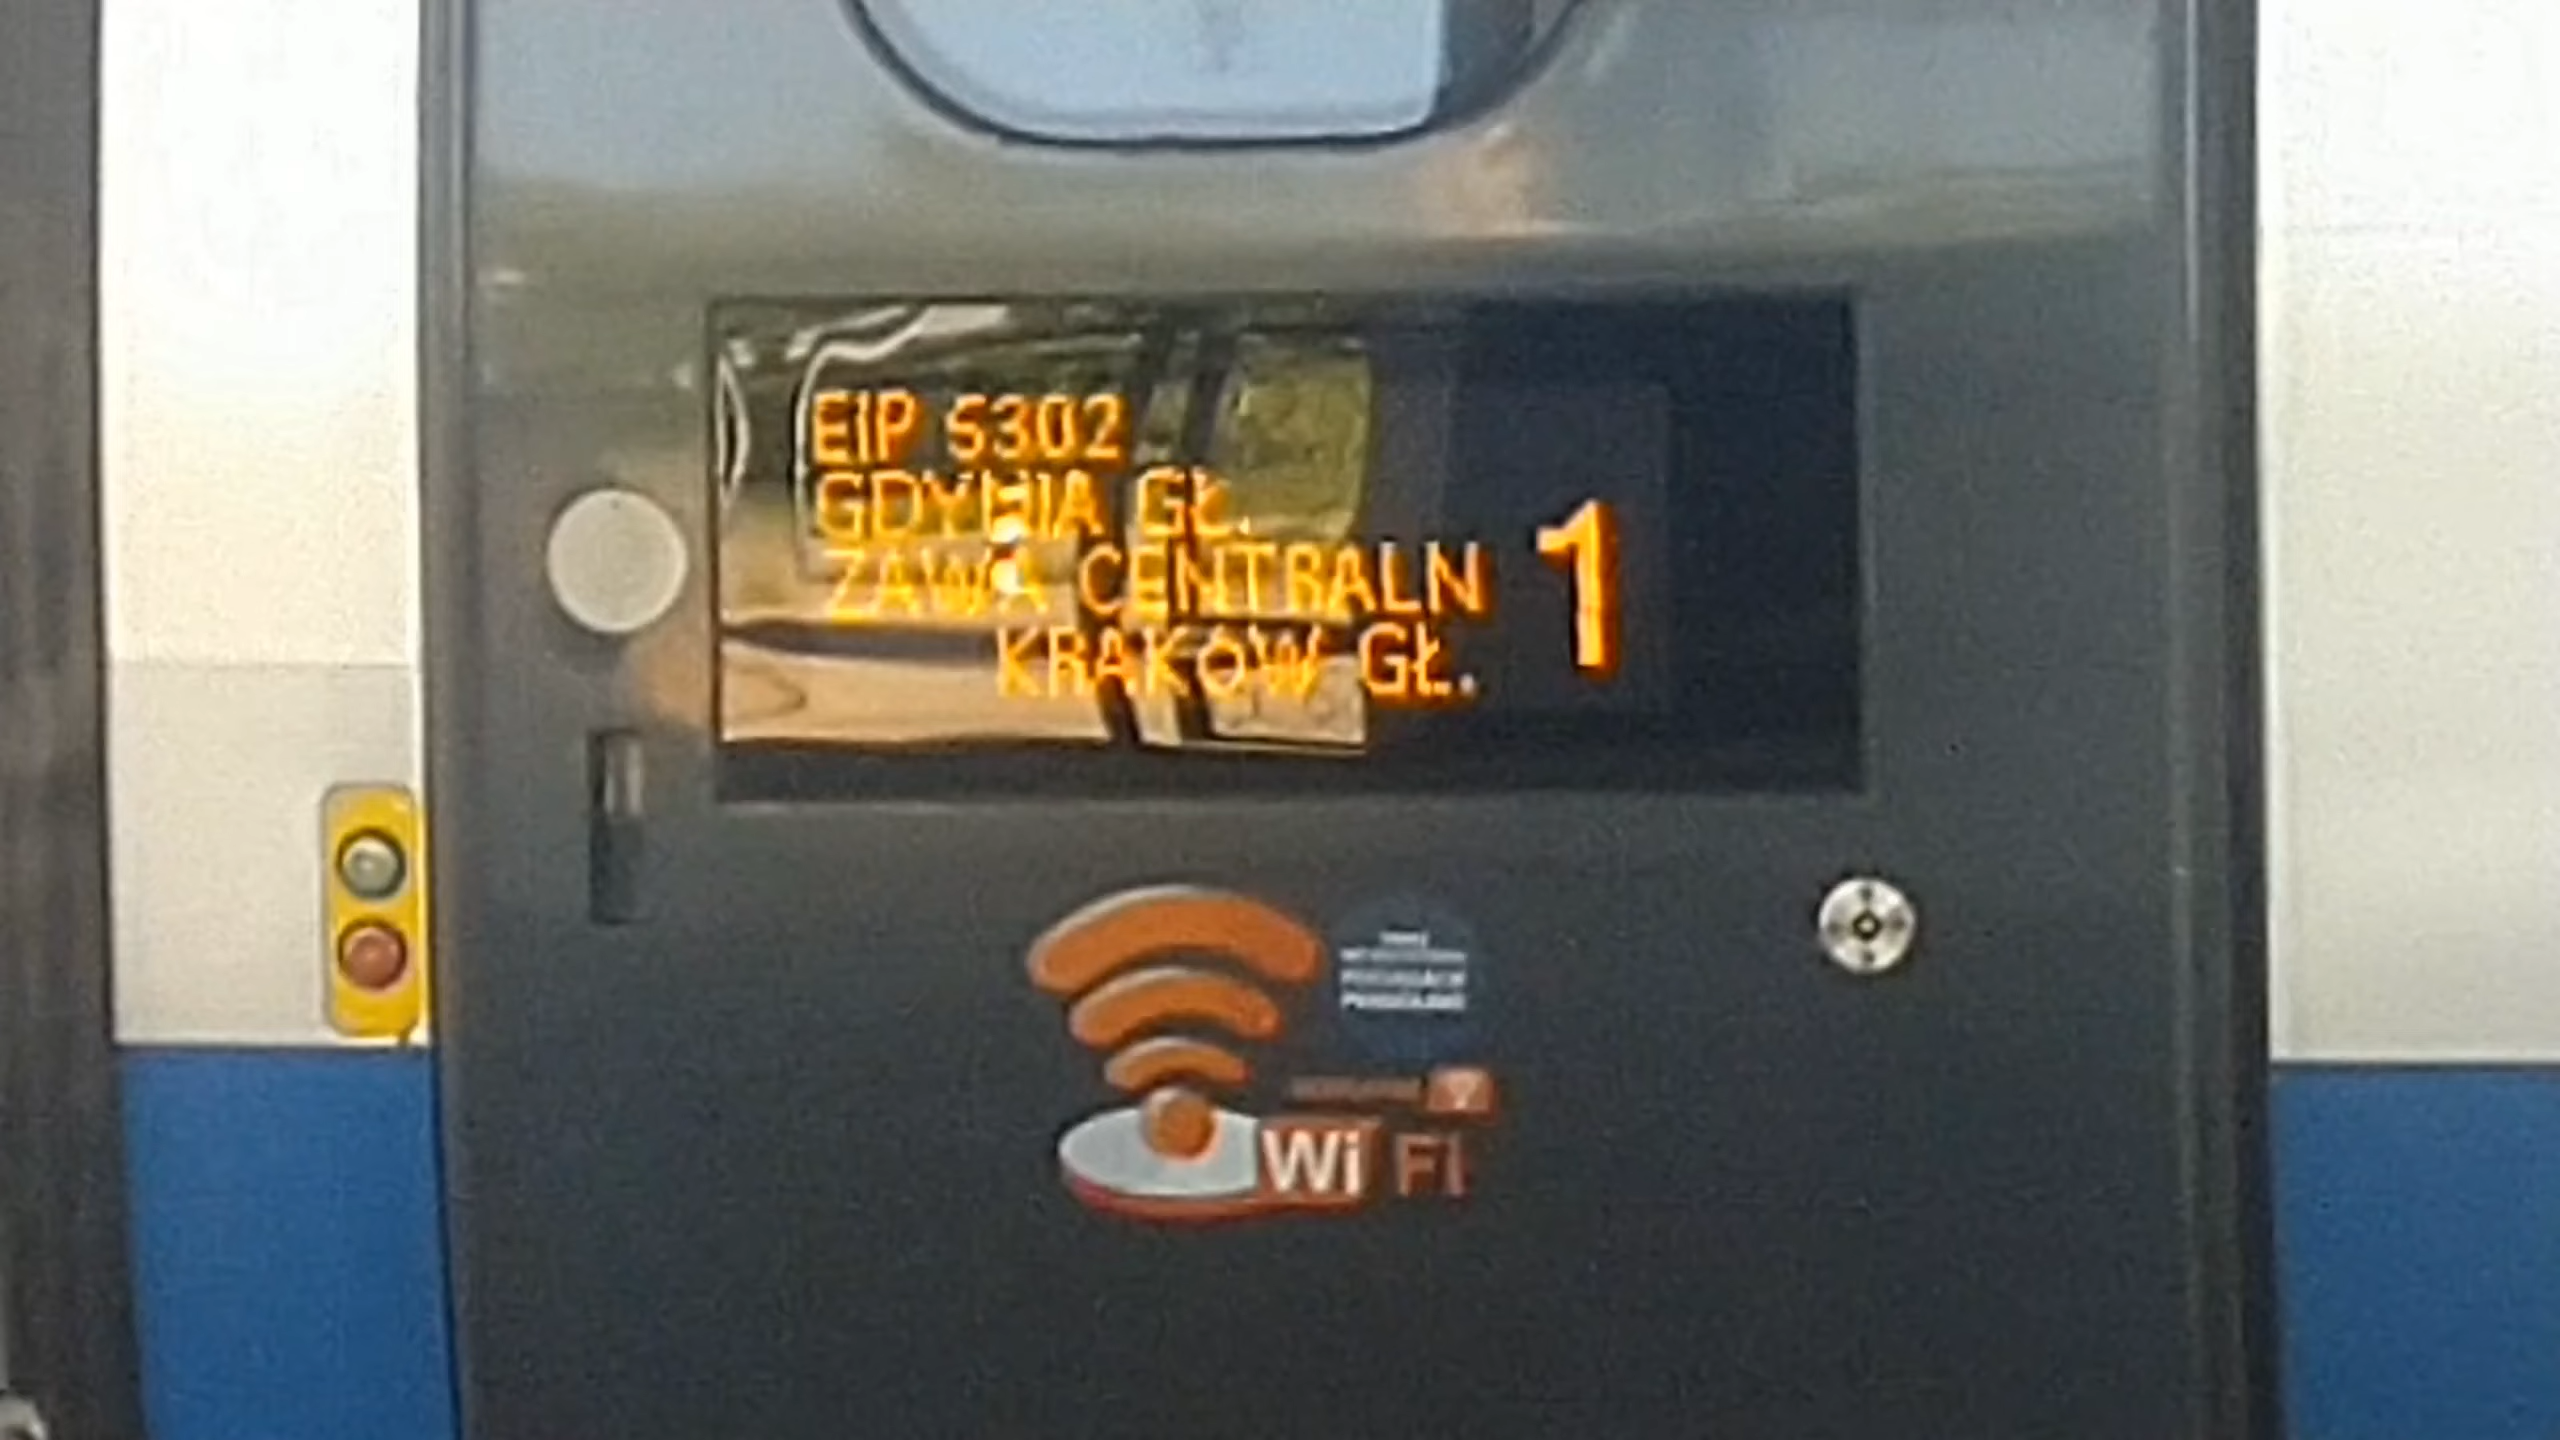 EIP 5302
GDYNIA GŁ.
ZAWA CENTRALN
KRAKÓW GŁ.
1
Wi Fi